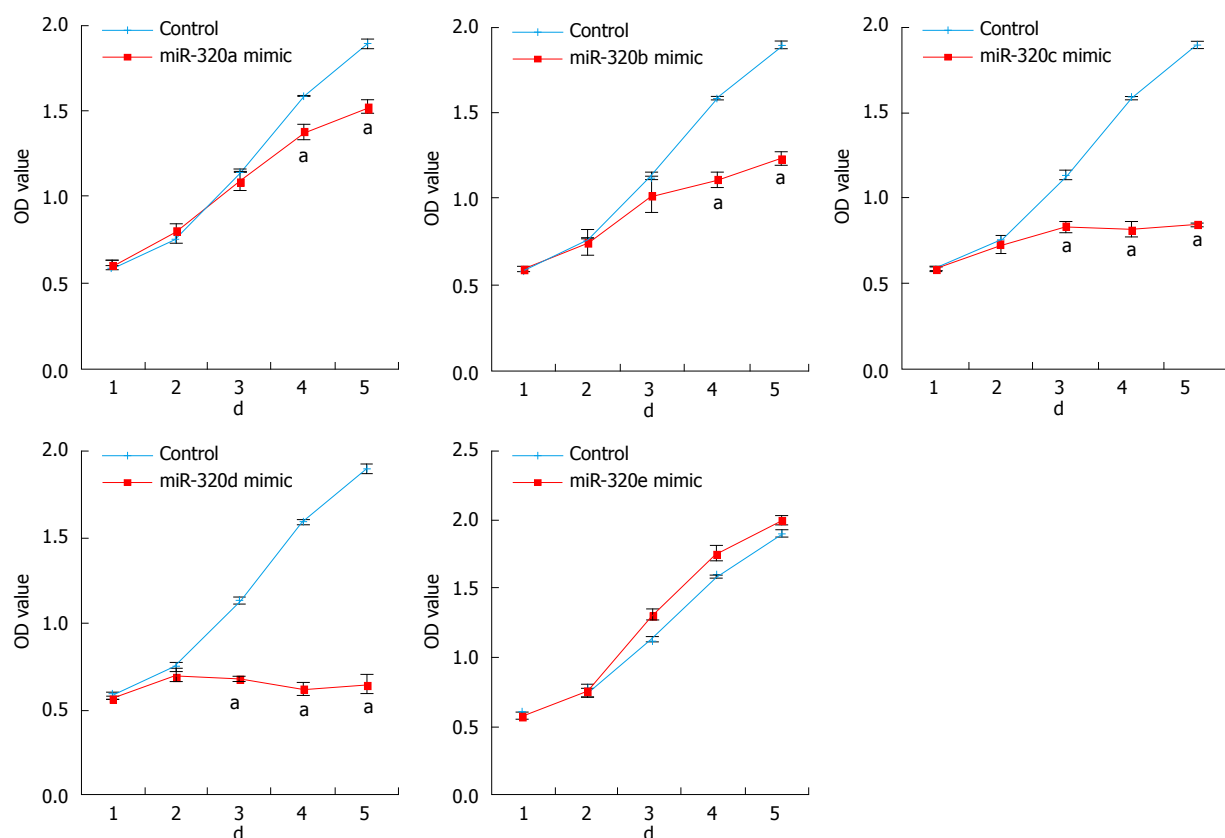 Control
miR-320a mimic
OD value
2.0
1.5
1.0
0.5
0.0
a
a
1 2 3 4 5
d
Control
miR-320b mimic
OD value
2.0
1.5
1.0
0.5
0.0
a
a
1 2 3 4 5
d
Control
miR-320c mimic
OD value
2.0
1.5
1.0
0.5
0.0
a
a
a
1 2 3 4 5
d
Control
miR-320d mimic
OD value
2.0
1.5
1.0
0.5
0.0
a
a
a
1 2 3 4 5
d
Control
miR-320e mimic
OD value
2.5
2.0
1.5
1.0
0.5
0.0
1 2 3 4 5
d